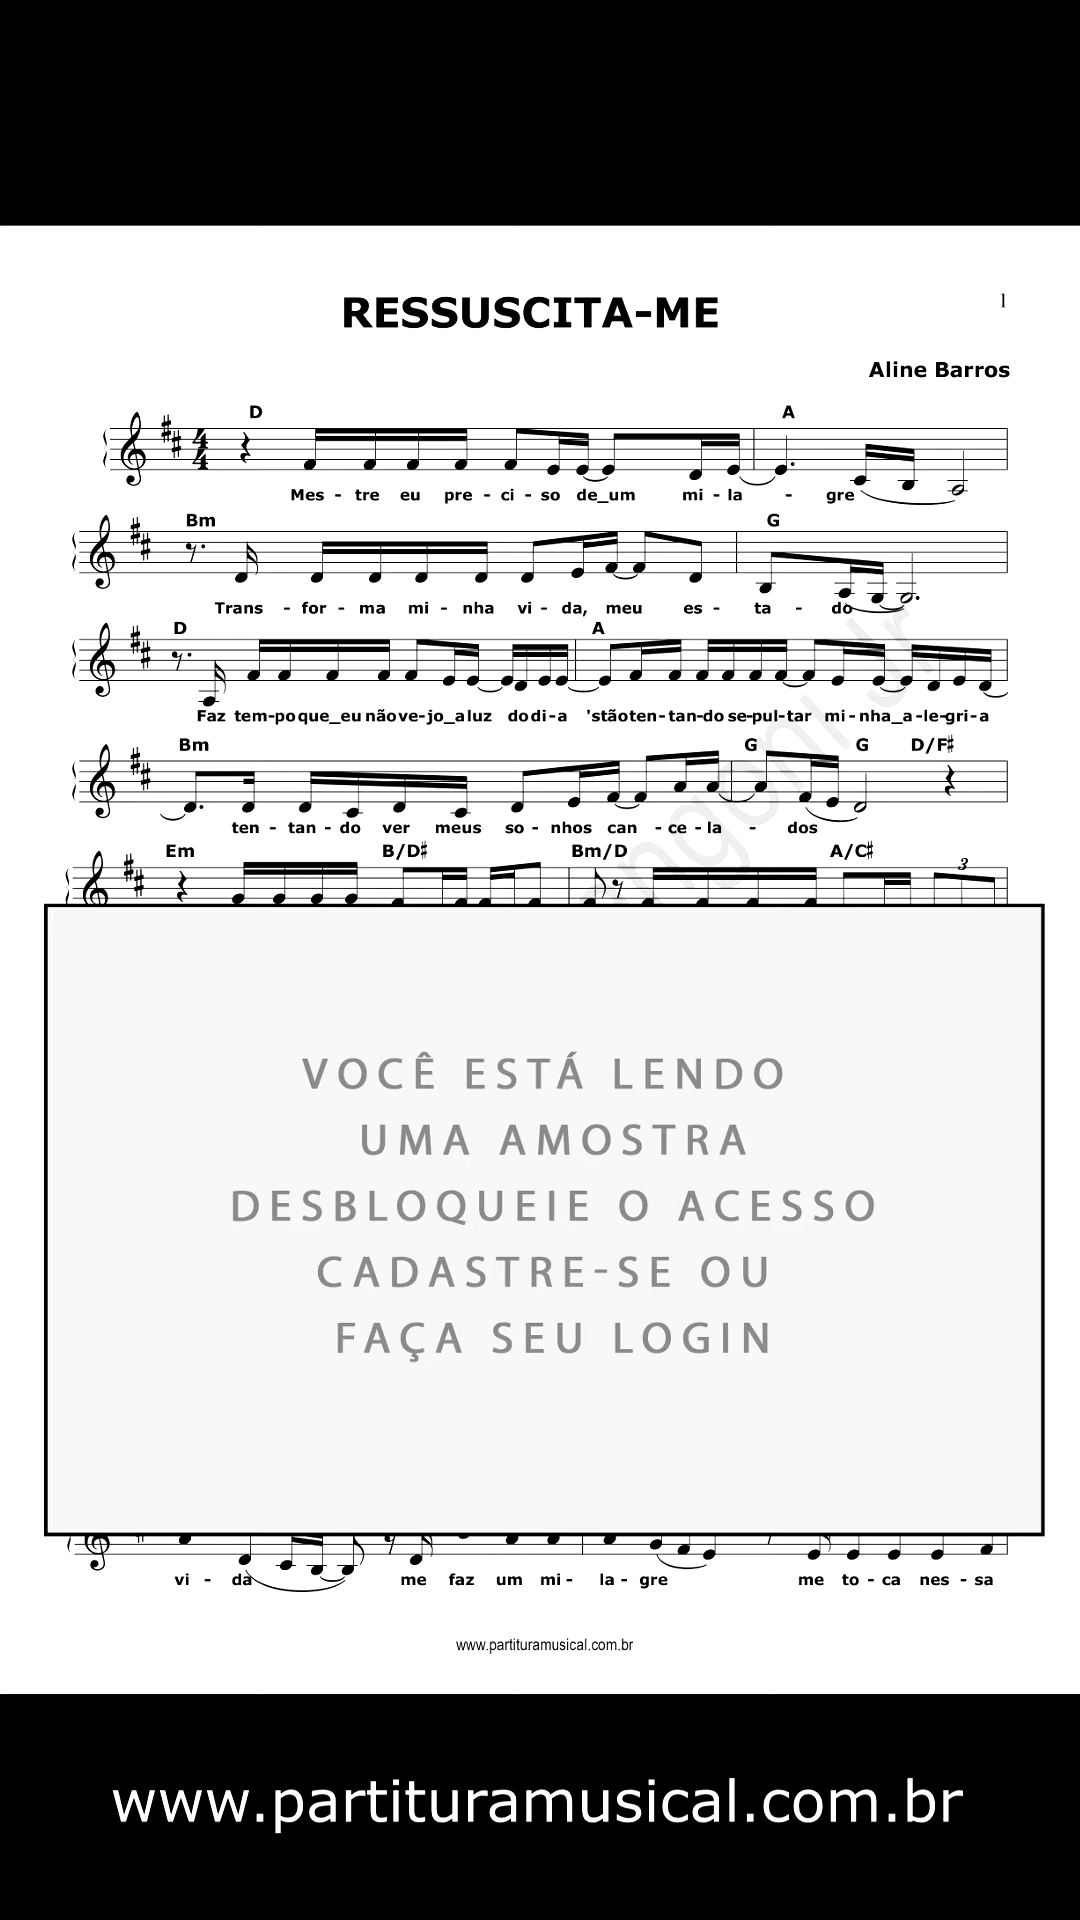 RESSUSCITA-ME
1
Aline Barros
D A
Mes - tre eu pre - ci - so de_um mi - la - gre
Bm G
Trans - for - ma mi - nha vi - da, meu es - ta - do
D A
Faz tem-po que_eu não ve-jo_a luz do di-a 'stão ten-tan-do se-pul-tar mi-nha_a-le-gri-a
Bm G G D/F♯
ten - tan - do ver meus so - nhos can - ce - la - dos
Em B/D♯ Bm/D A/C♯
3
VOCÊ ESTÁ LENDO
UMA AMOSTRA
DESBLOQUEIE O ACESSO
CADASTRE-SE OU
FAÇA SEU LOGIN
vi - da me faz um mi - la - gre me to - ca nes - sa
www.partituramusical.com.br
www.partituramusical.com.br